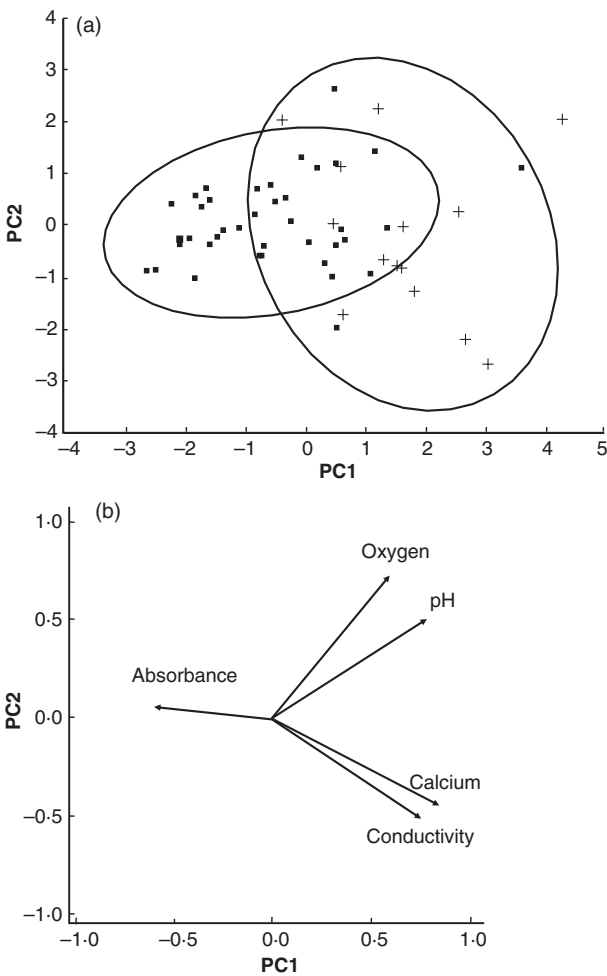 (a)
4
3
2
1
0
–1
–2
–3
–4
PC2
–4 –3 –2 –1 0 1 2 3 4 5
PC1
(b)
1·0
0·5
0·0
–0·5
–1·0
PC2
Oxygen
pH
Absorbance
Calcium
Conductivity
–1·0 –0·5 0·0 0·5 1·0
PC1